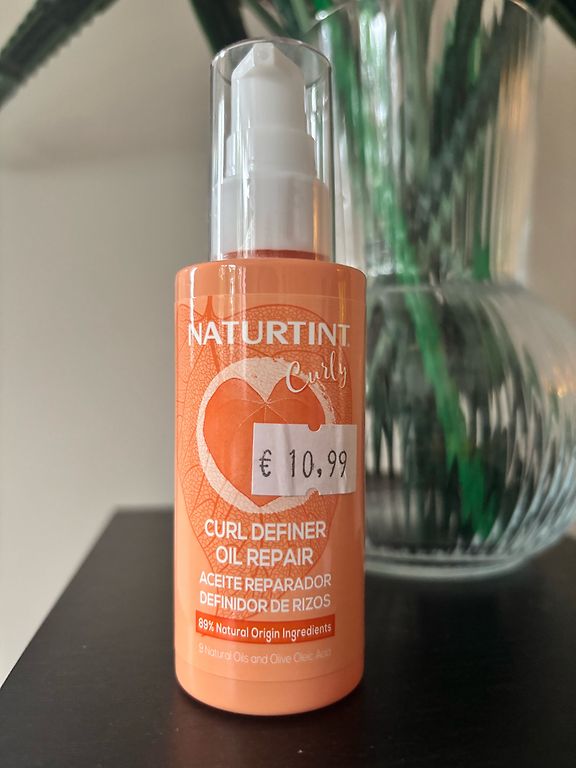 NATURTINT
Curly
€ 10,99
CURL DEFINER
OIL REPAIR
ACEITE REPARADOR
DEFINIDOR DE RIZOS
89% Natural Origin Ingredients
9 Natural Oils and Olive Oleic Acid